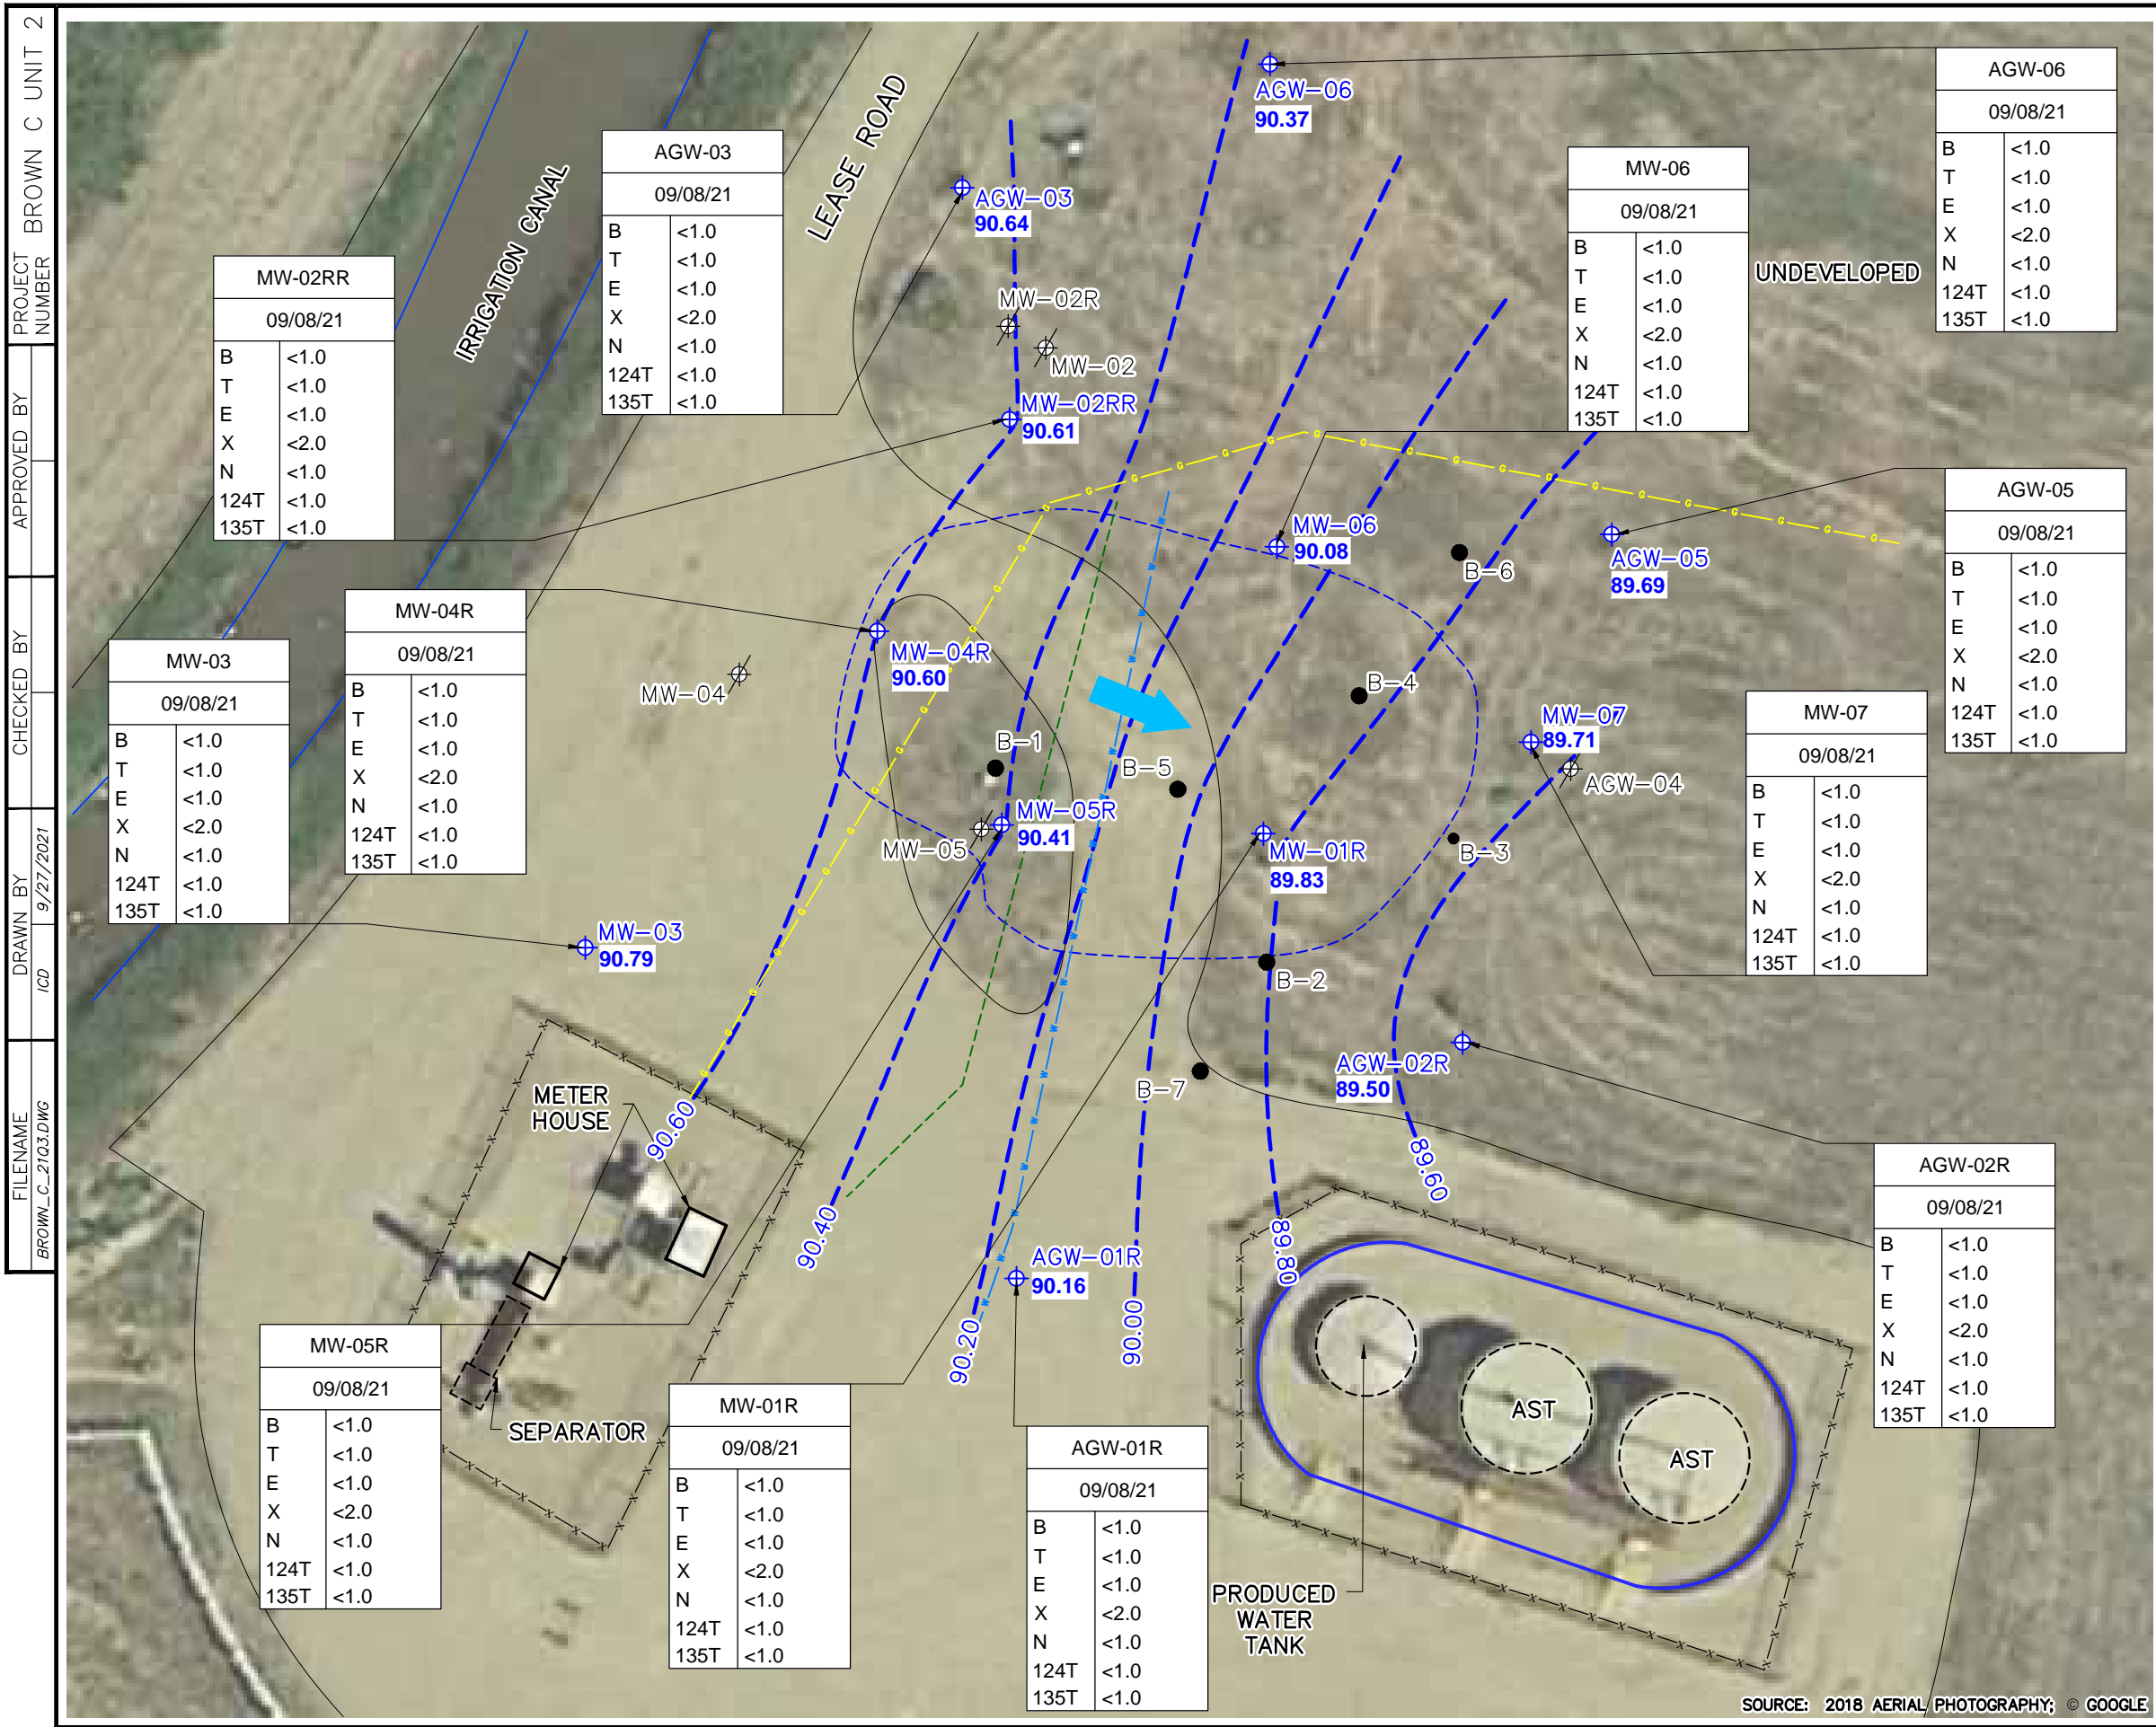 PROJECT NUMBER
BROWN C UNIT 2
APPROVED BY
CHECKED BY
DRAWN BY
ICD
9/27/2021
FILENAME
BROWN_C_21Q3.DWG
IRRIGATION CANAL
LEASE ROAD
UNDEVELOPED
AGW-06
90.37
AGW-03
90.64
MW-02R
MW-02
MW-02RR
90.61
MW-06
90.08
B-6
AGW-05
89.69
MW-04R
90.60
MW-04
B-4
MW-07
89.71
AGW-04
B-1
B-5
MW-05R
90.41
MW-05
MW-01R
89.83
B-3
MW-03
90.79
B-2
AGW-02R
89.50
B-7
METER
HOUSE
90.60
90.40
90.20
90.00
89.80
89.60
AGW-01R
90.16
SEPARATOR
PRODUCED
WATER
TANK
AST
AST
AGW-06
09/08/21
B <1.0
T <1.0
E <1.0
X <2.0
N <1.0
124T <1.0
135T <1.0
AGW-03
09/08/21
B <1.0
T <1.0
E <1.0
X <2.0
N <1.0
124T <1.0
135T <1.0
MW-06
09/08/21
B <1.0
T <1.0
E <1.0
X <2.0
N <1.0
124T <1.0
135T <1.0
MW-02RR
09/08/21
B <1.0
T <1.0
E <1.0
X <2.0
N <1.0
124T <1.0
135T <1.0
AGW-05
09/08/21
B <1.0
T <1.0
E <1.0
X <2.0
N <1.0
124T <1.0
135T <1.0
MW-04R
09/08/21
B <1.0
T <1.0
E <1.0
X <2.0
N <1.0
124T <1.0
135T <1.0
MW-03
09/08/21
B <1.0
T <1.0
E <1.0
X <2.0
N <1.0
124T <1.0
135T <1.0
MW-07
09/08/21
B <1.0
T <1.0
E <1.0
X <2.0
N <1.0
124T <1.0
135T <1.0
AGW-02R
09/08/21
B <1.0
T <1.0
E <1.0
X <2.0
N <1.0
124T <1.0
135T <1.0
MW-05R
09/08/21
B <1.0
T <1.0
E <1.0
X <2.0
N <1.0
124T <1.0
135T <1.0
MW-01R
09/08/21
B <1.0
T <1.0
E <1.0
X <2.0
N <1.0
124T <1.0
135T <1.0
AGW-01R
09/08/21
B <1.0
T <1.0
E <1.0
X <2.0
N <1.0
124T <1.0
135T <1.0
SOURCE: 2018 AERIAL PHOTOGRAPHY; © GOOGLE